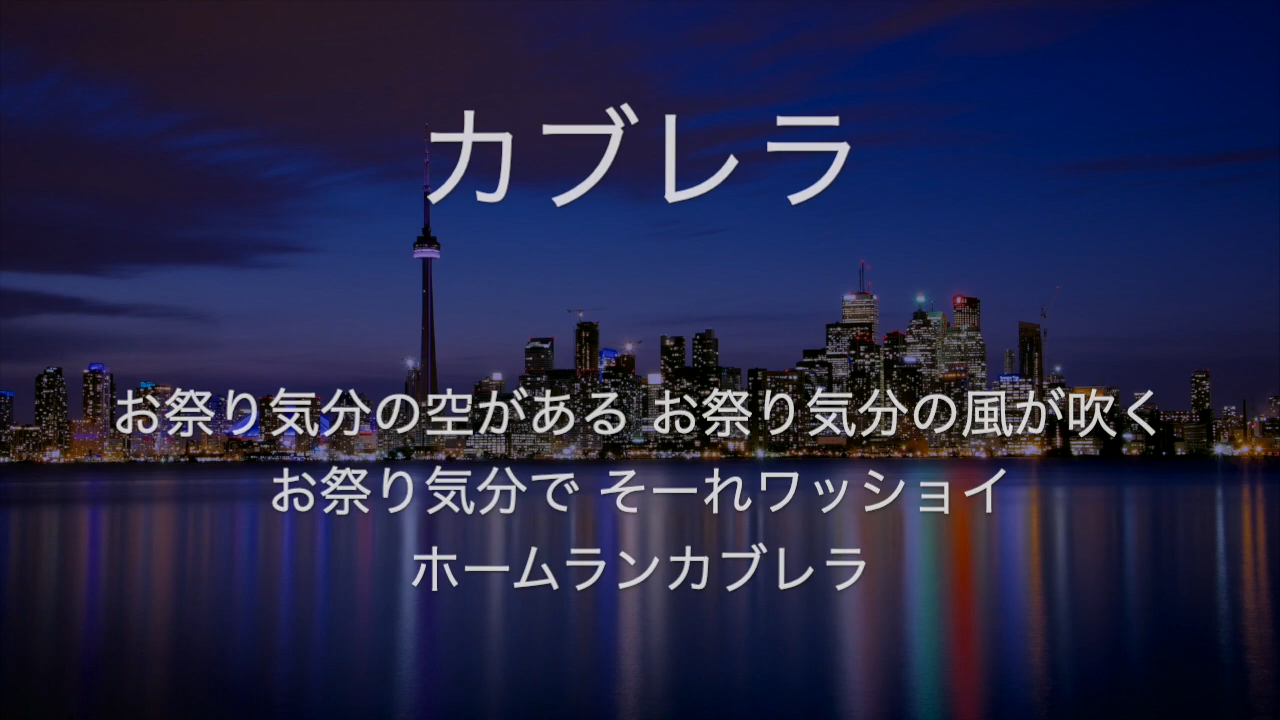 カブレラ
お祭り気分の空がある お祭り気分の風が吹く
お祭り気分で そーれワッショイ
ホームランカブレラ